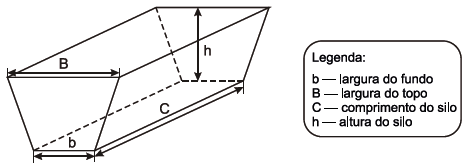 h
B
C
b
Legenda:
b — largura do fundo
B — largura do topo
C — comprimento do silo
h — altura do silo